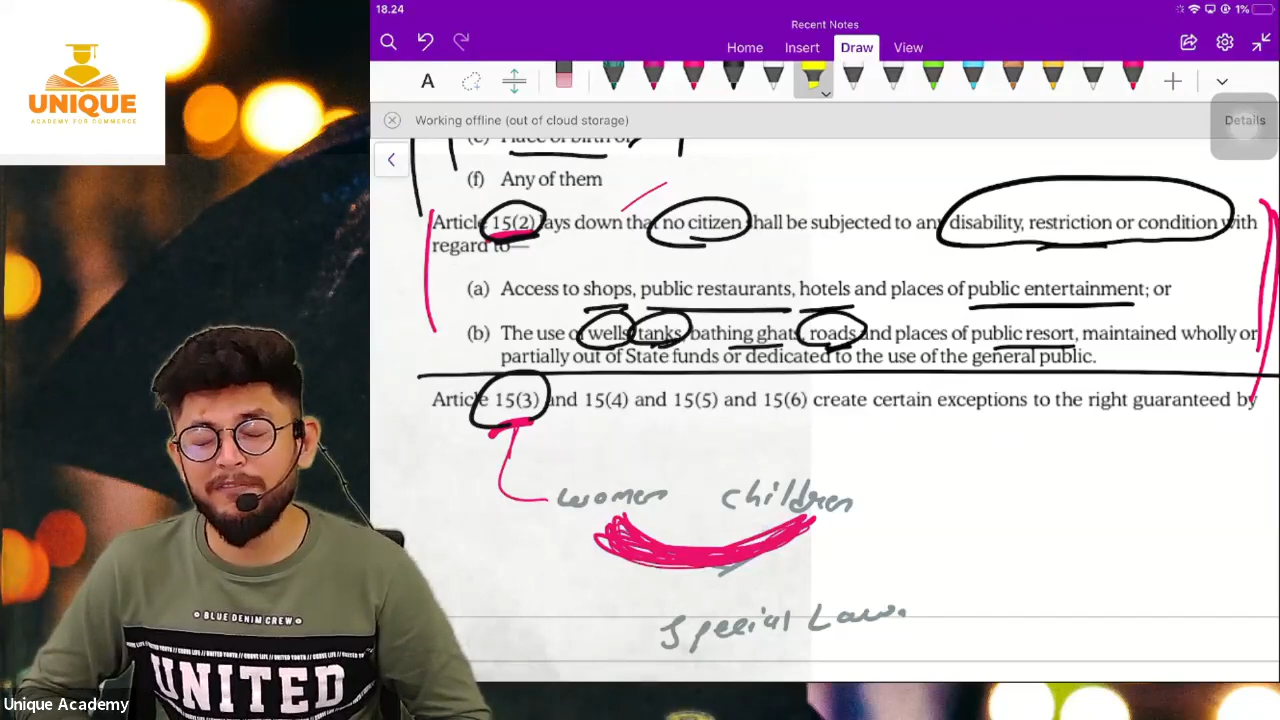 18.24
1%
Recent Notes
Home Insert Draw View
A
Working offline (out of cloud storage)
Details
UNIQUE
ACADEMY FOR COMMERCE
(e) Place of birth or
(f) Any of them
Article 15(2) lays down that no citizen shall be subjected to any disability, restriction or condition with
regard to—
(a) Access to shops, public restaurants, hotels and places of public entertainment; or
(b) The use of wells, tanks, bathing ghats, roads and places of public resort, maintained wholly or
partially out of State funds or dedicated to the use of the general public.
Article 15(3) and 15(4) and 15(5) and 15(6) create certain exceptions to the right guaranteed by
women children
Special Laws.
BLUE DENIM CREW
UNITED
Unique Academy